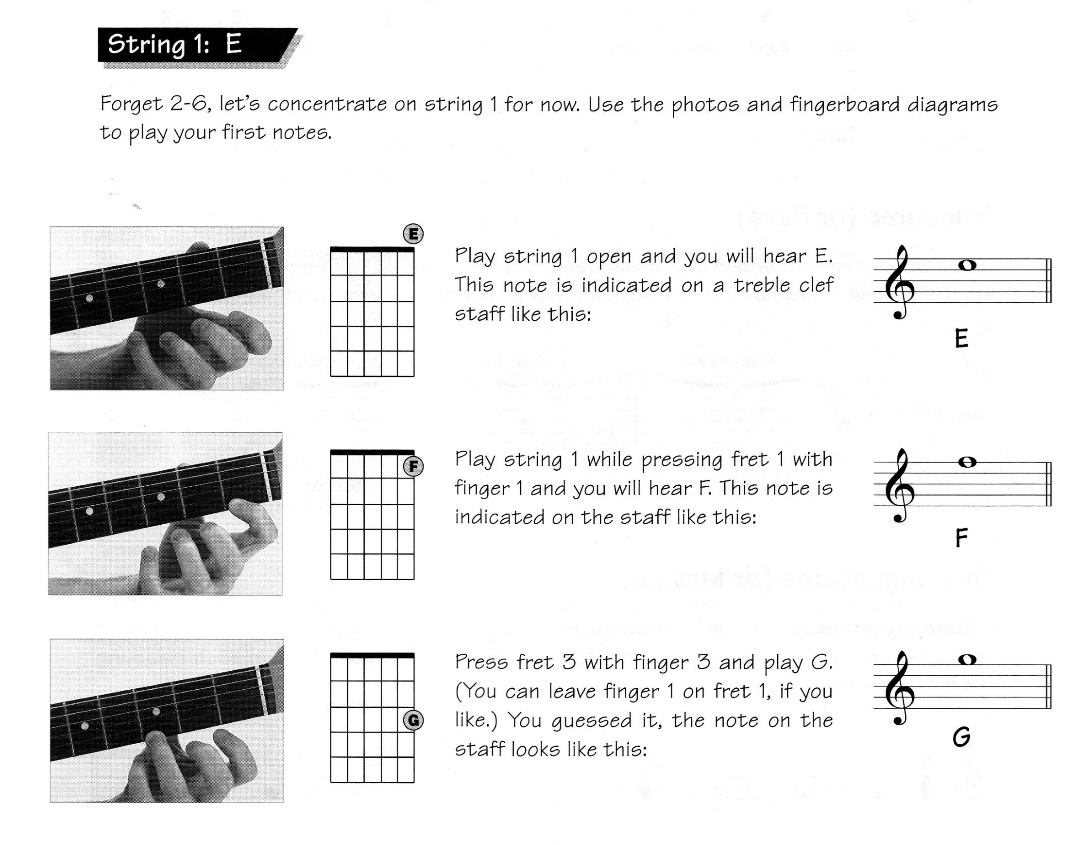 String 1: E
Forget 2-6, let's concentrate on string 1 for now. Use the photos and fingerboard diagrams
to play your first notes.
E
Play string 1 open and you will hear E.
This note is indicated on a treble clef
staff like this:
E
F
Play string 1 while pressing fret 1 with
finger 1 and you will hear F. This note is
indicated on the staff like this:
F
Press fret 3 with finger 3 and play G.
(You can leave finger 1 on fret 1, if you
like.) You guessed it, the note on the
staff looks like this:
G
G